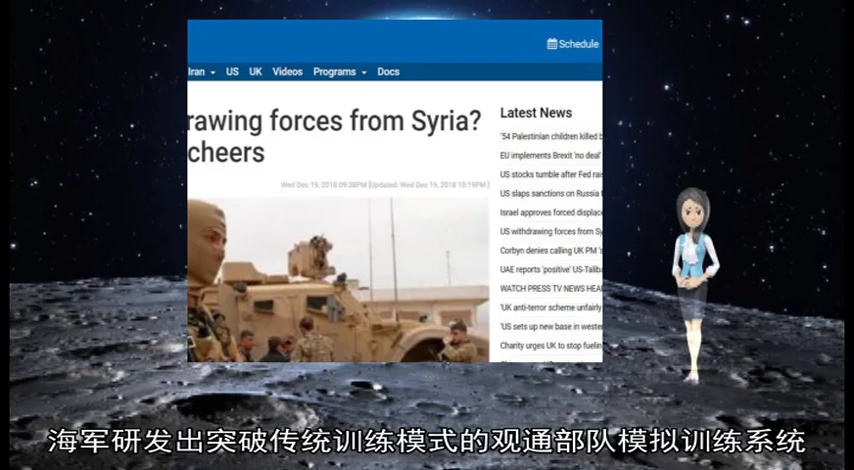 Schedule
Iran US UK Videos Programs Docs
rawing forces from Syria?
cheers
Wed Dec 19, 2018 09:38PM [Updated: Wed Dec 19, 2018 10:19PM ]
Latest News
'54 Palestinian children killed b
EU implements Brexit 'no deal'
US stocks tumble after Fed rai
US slaps sanctions on Russia
Israel approves forced displac
US withdrawing forces from Sy
Corbyn denies calling UK PM 's
UAE reports 'positive' US-Taliba
WATCH PRESS TV NEWS HEA
'UK anti-terror scheme unfairly
'US sets up new base in weste
Charity urges UK to stop fuelin
海军研发出突破传统训练模式的观通部队模拟训练系统